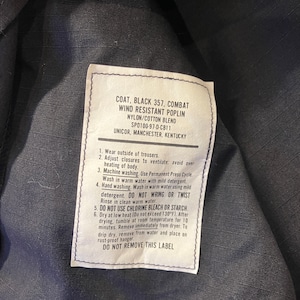 COAT, BLACK 357, COMBAT
WIND RESISTANT POPLIN
NYLON/COTTON BLEND
SPO100-97-D-CB11
UNICOR, MANCHESTER, KENTUCKY
1. Wear outside of trousers.
2. Adjust closures to ventilate, avoid over
heating of body.
3. Machine washing. Use Permanent Press Cycle.
Wash in warm water with mild detergent.
4. Hand washing. Wash in warm water using mild
detergent. DO NOT WRING OR TWIST
Rinse in clean warm water.
5. DO NOT USE CHLORINE BLEACH OR STARCH.
6. Dry at low heat (Do not exceed 130°F). After
drying, tumble at room temperature for 10
minutes. Remove immediately from dryer. To
drip dry, remove from water and place on
rust proof hanger.
DO NOT REMOVE THIS LABEL